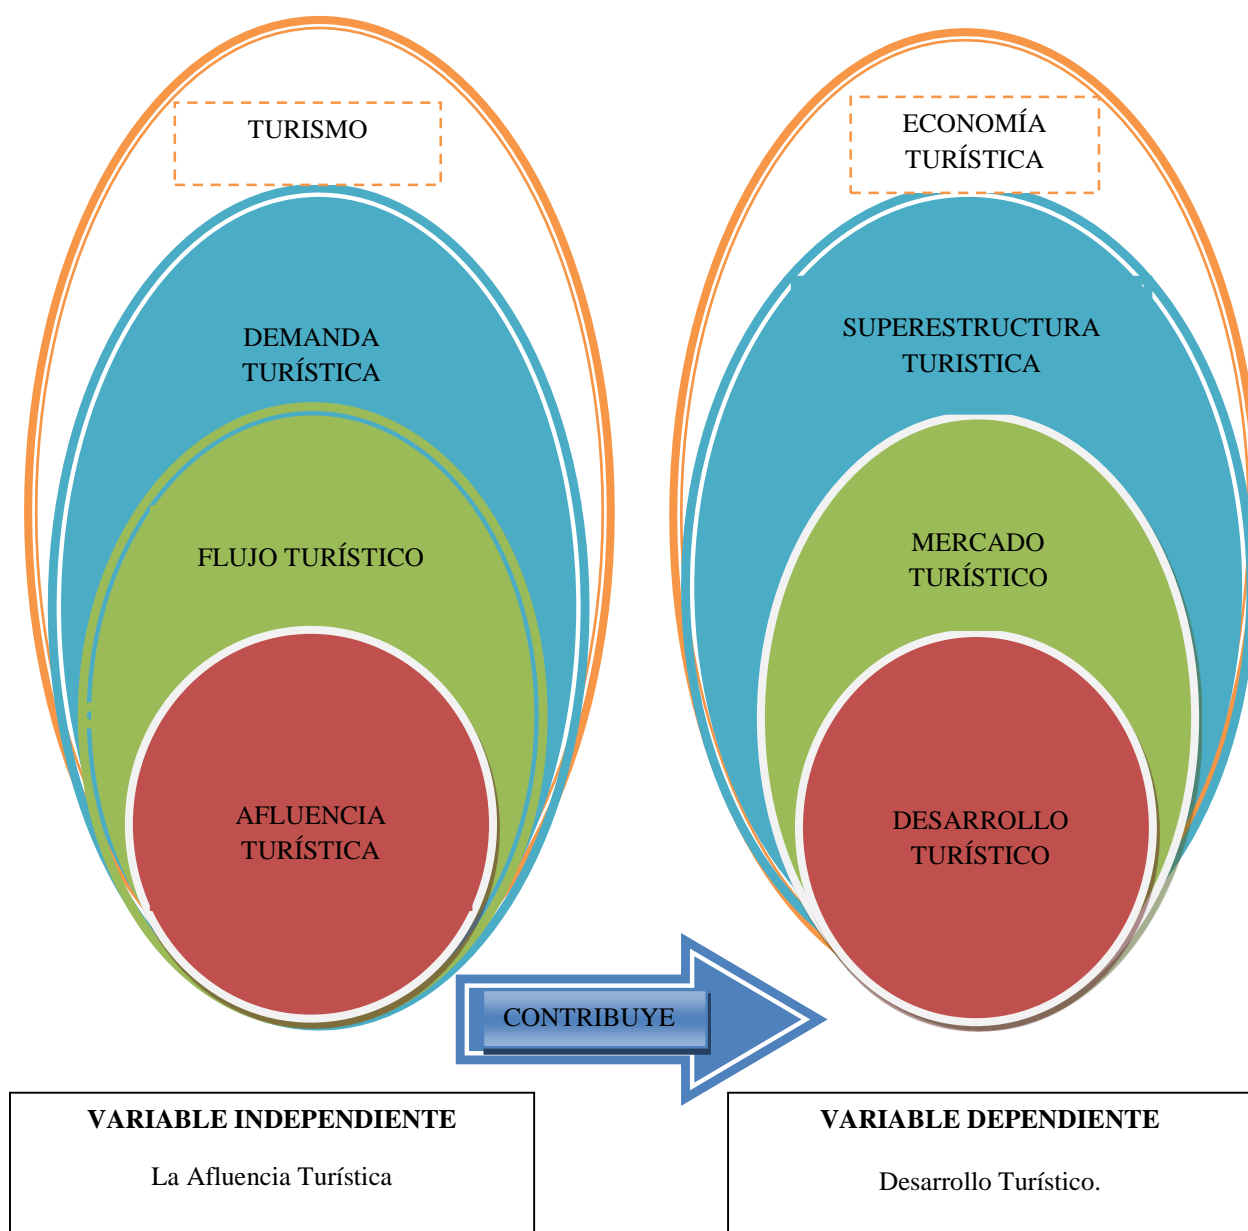 TURISMO
DEMANDA
TURÍSTICA
FLUJO TURÍSTICO
AFLUENCIA
TURÍSTICA
ECONOMÍA
TURÍSTICA
SUPERESTRUCTURA
TURISTICA
MERCADO
TURÍSTICO
DESARROLLO
TURÍSTICO
CONTRIBUYE
VARIABLE INDEPENDIENTE
La Afluencia Turística
VARIABLE DEPENDIENTE
Desarrollo Turístico.